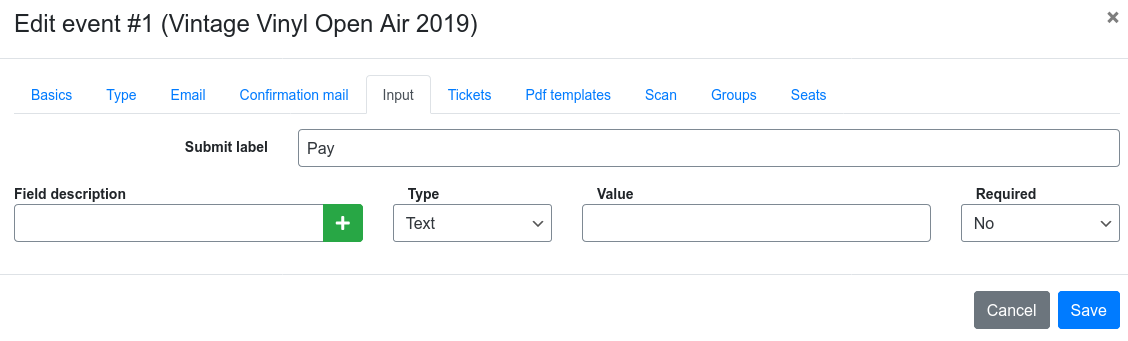 Edit event #1 (Vintage Vinyl Open Air 2019)
×
Basics Type Email Confirmation mail Input Tickets Pdf templates Scan Groups Seats
Submit label Pay
Field description Type Value Required
+ Text No
Cancel Save